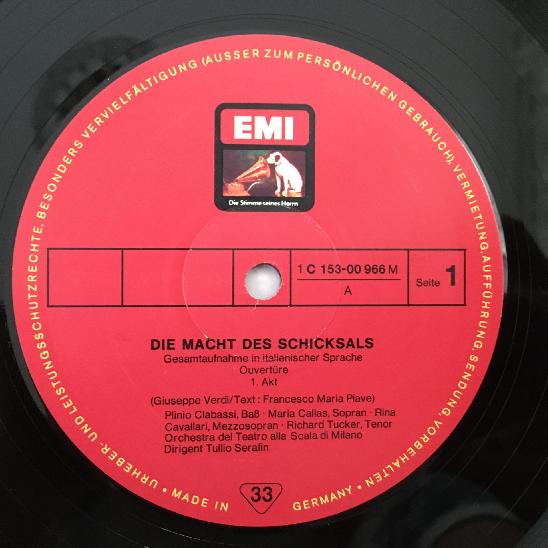 URHEBER- UND LEISTUNGSSCHUTZRECHTE, BESONDERS VERVIELFÄLTIGUNG (AUSSER ZUM PERSÖNLICHEN GEBRAUCH), VERMIETUNG, AUFFÜHRUNG, SENDUNG, VORBEHALTEN •
EMI
Die Stimme seines Herrn
1 C 153-00 966 M
A
Seite 1
DIE MACHT DES SCHICKSALS
Gesamtaufnahme in italienischer Sprache
Ouvertüre
1. Akt
(Giuseppe Verdi/Text: Francesco Maria Piave)
Plinio Clabassi, Baß · Maria Callas, Sopran · Rina
Cavallari, Mezzosopran · Richard Tucker, Tenor
Orchestra del Teatro alla Scala di Milano
Dirigent Tullio Serafin
• MADE IN
33
GERMANY •